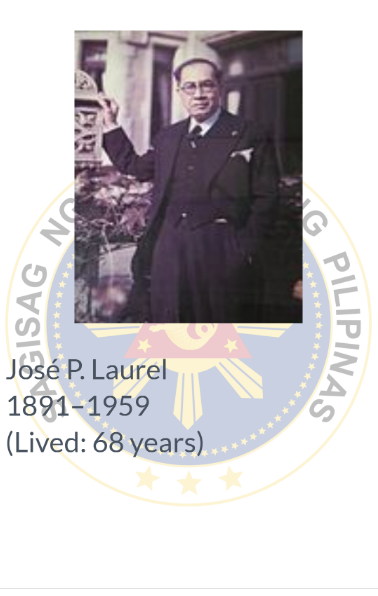 SAGISAG
PILIPINAS
José P. Laurel
1891–1959
(Lived: 68 years)